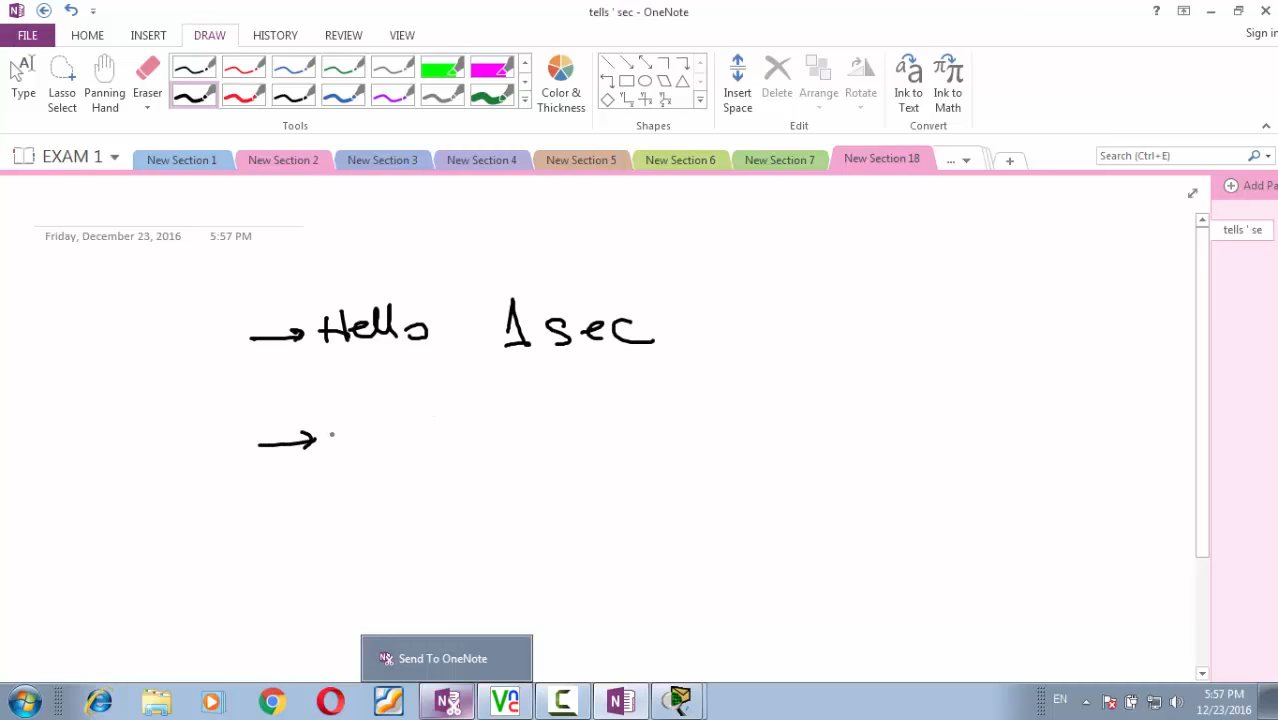 tells ' sec - OneNote
?
Sign in
FILE HOME INSERT DRAW HISTORY REVIEW VIEW
Type Lasso Select Panning Hand Eraser Color & Thickness Insert Space Delete Arrange Rotate Ink to Text Ink to Math
Tools Shapes Edit Convert
EXAM 1 New Section 1 New Section 2 New Section 3 New Section 4 New Section 5 New Section 6 New Section 7 New Section 18 ... + Search (Ctrl+E)
Add Pa
tells ' se
Friday, December 23, 2016 5:57 PM
→ Hello 1 sec
→
Send To OneNote
EN 5:57 PM
12/23/2016